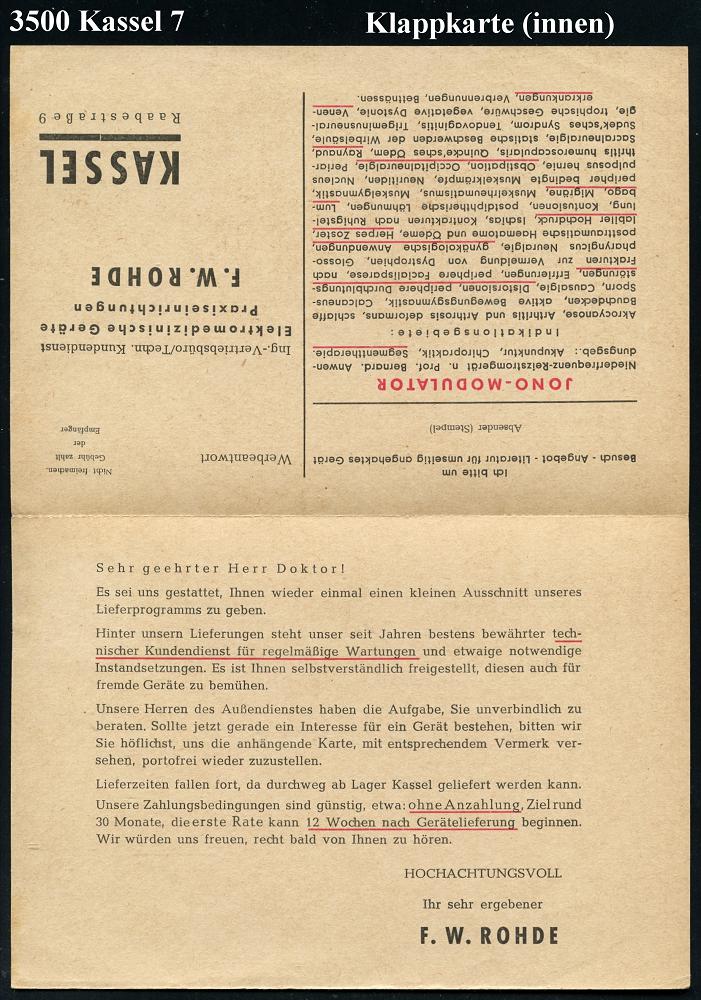 3500 Kassel 7
Klappkarte (innen)
Ich bitte um
Besuch - Angebot - Literatur für umseitig angehaktes Gerät
Absender (Stempel)
JONO-MODULATOR
Niederfrequenz-Reizstromgerät n. Prof. Bernard. Anwen-
dungsgeb.: Akupunktur, Chiropraktik, Segmenttherapie.
Indikationsgebiete:
Akrocyanose, Arthritis und Arthrosis deformans, schlaffe
Bauchdecken, aktive Bewegungsgymnastik, Calcaneus-
Sporn, Causalgie, Distorsionen, periphere Durchblutungs-
störungen, Erfrierungen, periphere Facialisparese, nach
Frakturen zur Vermeidung von Dystrophien, Glosso-
pharyngicus Neuralgie, gynäkologische Anwendungen,
posttraumatische Haematome und Ödeme, Herpes Zoster,
labiler Hochdruck, Ischias, Kontrakturen nach Ruhigstel-
lung, Kontusionen, postdiphtherische Lähmungen, Lum-
bago, Migräne, Muskelrheumatismus, Muskelgymnastik,
peripher bedingte Muskelkrämpfe, Neuritiden, Nucleus
pulposus hernie, Obstipation, Occipitalneuralgie, Periar-
thritis humeroscapularis, Quincke'sches Ödem, Raynaud,
Sacralneuralgie, statische Beschwerden der Wirbelsäule,
Sudek'sches Syndrom, Tendovaginitis, Trigeminusneural-
gie, trophische Geschwüre, vegetative Dystonie, Venen-
erkrankungen, Verbrennungen, Bettnässen.
Nicht freimachen.
Gebühr zahlt
der
Empfänger
Werbeantwort
Ing.-Vertriebsbüro/Techn. Kundendienst
Elektromedizinische Geräte
Praxiseinrichtungen
F.W. ROHDE
KASSEL
Raabestraße 9
Sehr geehrter Herr Doktor!
Es sei uns gestattet, Ihnen wieder einmal einen kleinen Ausschnitt unseres
Lieferprogramms zu geben.
Hinter unsern Lieferungen steht unser seit Jahren bestens bewährter tech-
nischer Kundendienst für regelmäßige Wartungen und etwaige notwendige
Instandsetzungen. Es ist Ihnen selbstverständlich freigestellt, diesen auch für
fremde Geräte zu bemühen.
Unsere Herren des Außendienstes haben die Aufgabe, Sie unverbindlich zu
beraten. Sollte jetzt gerade ein Interesse für ein Gerät bestehen, bitten wir
Sie höflichst, uns die anhängende Karte, mit entsprechendem Vermerk ver-
sehen, portofrei wieder zuzustellen.
Lieferzeiten fallen fort, da durchweg ab Lager Kassel geliefert werden kann.
Unsere Zahlungsbedingungen sind günstig, etwa: ohne Anzahlung, Ziel rund
30 Monate, die erste Rate kann 12 Wochen nach Gerätelieferung beginnen.
Wir würden uns freuen, recht bald von Ihnen zu hören.
HOCHACHTUNGSVOLL
Ihr sehr ergebener
F. W. ROHDE